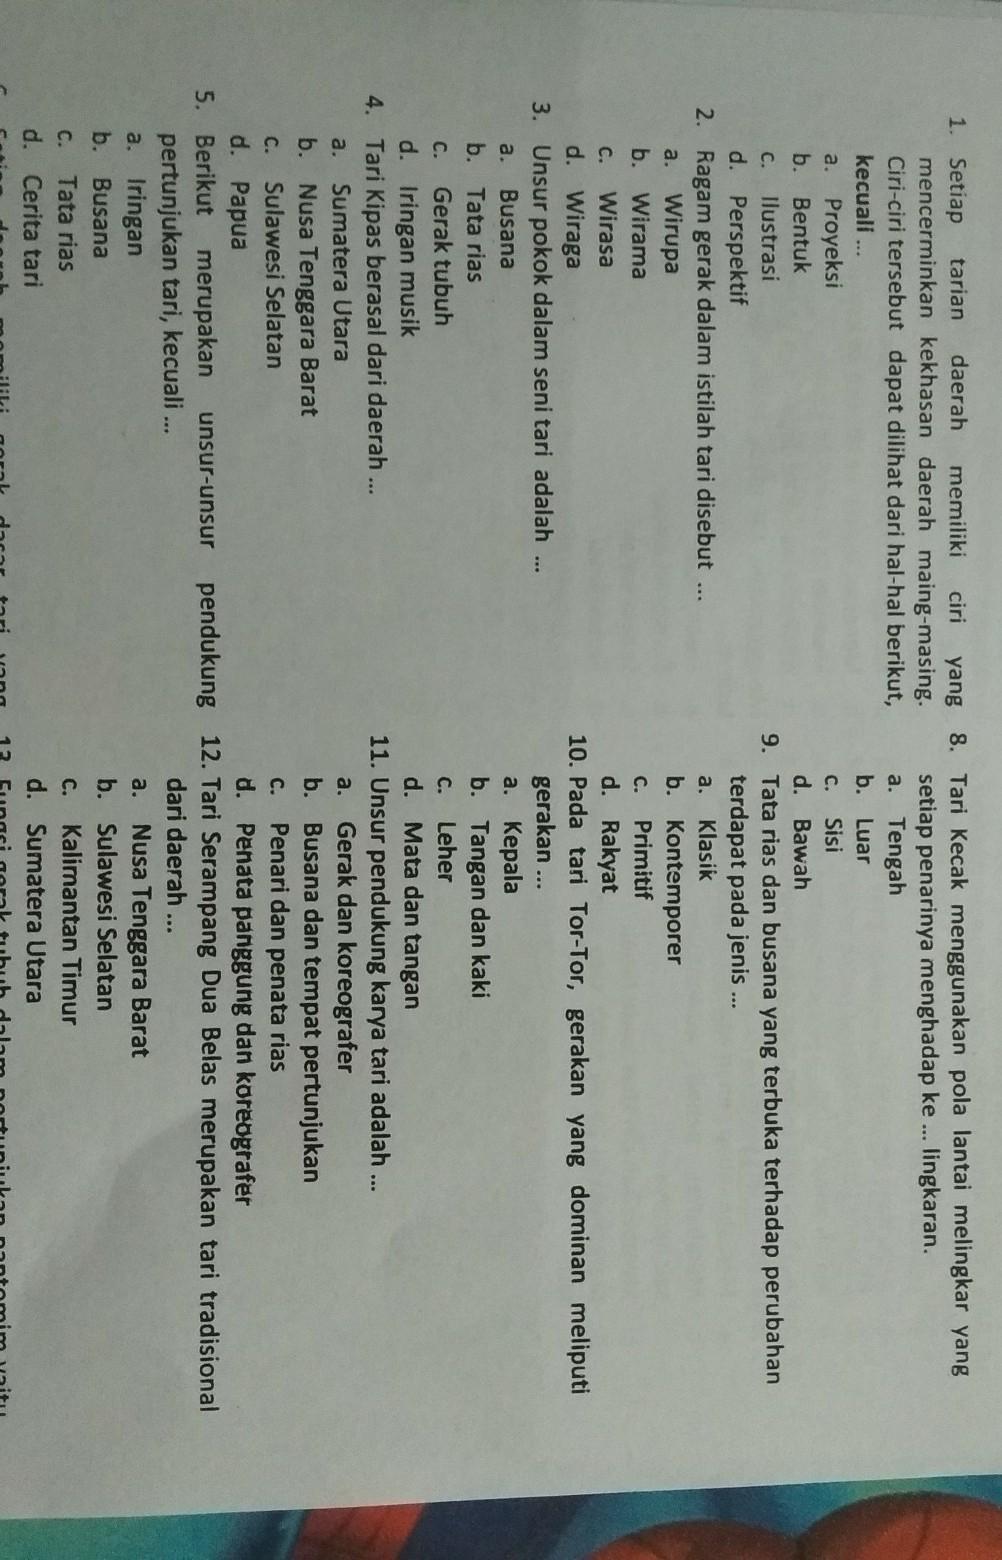 1. Setiap tarian daerah memiliki ciri yang
mencerminkan kekhasan daerah maing-masing.
Ciri-ciri tersebut dapat dilihat dari hal-hal berikut,
kecuali ...
a. Proyeksi
b. Bentuk
c. Ilustrasi
d. Perspektif
2. Ragam gerak dalam istilah tari disebut ...
a. Wirupa
b. Wirama
c. Wirasa
d. Wiraga
3. Unsur pokok dalam seni tari adalah ...
a. Busana
b. Tata rias
c. Gerak tubuh
d. Iringan musik
4. Tari Kipas berasal dari daerah ...
a. Sumatera Utara
b. Nusa Tenggara Barat
c. Sulawesi Selatan
d. Papua
5. Berikut merupakan unsur-unsur pendukung
pertunjukan tari, kecuali ...
a. Iringan
b. Busana
c. Tata rias
d. Cerita tari
8. Tari Kecak menggunakan pola lantai melingkar yang
setiap penarinya menghadap ke ... lingkaran.
a. Tengah
b. Luar
c. Sisi
d. Bawah
9. Tata rias dan busana yang terbuka terhadap perubahan
terdapat pada jenis ...
a. Klasik
b. Kontemporer
c. Primitif
d. Rakyat
10. Pada tari Tor-Tor, gerakan yang dominan meliputi
gerakan ...
a. Kepala
b. Tangan dan kaki
c. Leher
d. Mata dan tangan
11. Unsur pendukung karya tari adalah ...
a. Gerak dan koreografer
b. Busana dan tempat pertunjukan
c. Penari dan penata rias
d. Penata panggung dan koreografer
12. Tari Serampang Dua Belas merupakan tari tradisional
dari daerah ...
a. Nusa Tenggara Barat
b. Sulawesi Selatan
c. Kalimantan Timur
d. Sumatera Utara